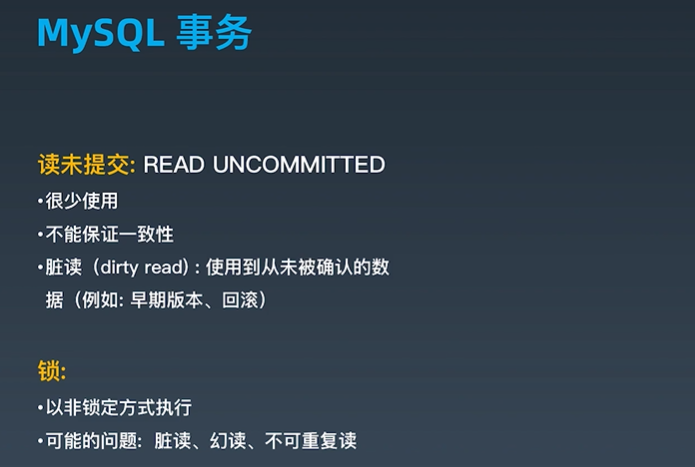 MySQL 事务
读未提交: READ UNCOMMITTED
•很少使用
•不能保证一致性
•脏读（dirty read）: 使用到从未被确认的数
据（例如: 早期版本、回滚）
锁:
•以非锁定方式执行
•可能的问题: 脏读、幻读、不可重复读